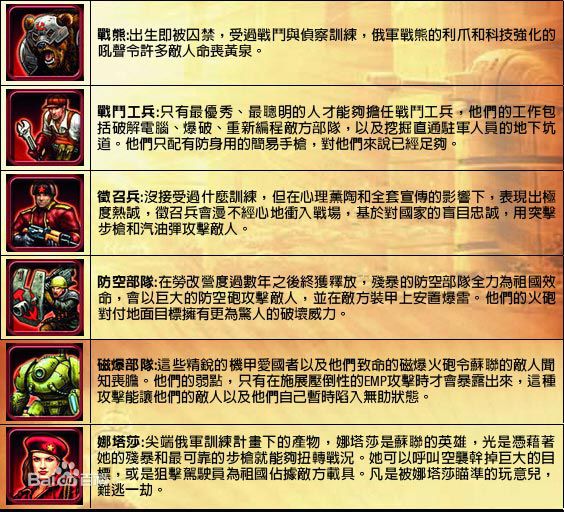 戰熊:出生即被囚禁，受過戰鬥與偵察訓練，俄軍戰熊的利爪和科技強化的
吼聲令許多敵人命喪黃泉。
戰鬥工兵:只有最優秀、最聰明的人才能夠擔任戰鬥工兵，他們的工作包
括破解電腦、爆破、重新編程敵方部隊，以及挖掘直通駐軍人員的地下坑
道。他們只配有防身用的簡易手槍，對他們來說已經足夠。
徵召兵:沒接受過什麼訓練，但在心理薰陶和全套宣傳的影響下，表現出極
度熱誠，徵召兵會漫不經心地衝入戰場，基於對國家的盲目忠誠，用突擊
步槍和汽油彈攻擊敵人。
防空部隊:在勞改營度過數年之後終獲釋放，殘暴的防空部隊全力為祖國效
命，會以巨大的防空砲攻擊敵人，並在敵方裝甲上安置爆雷。他們的火砲
對付地面目標擁有更為驚人的破壞威力。
磁爆部隊:這些精銳的機甲愛國者以及他們致命的磁爆火砲令蘇聯的敵人聞
知喪膽。他們的弱點，只有在施展壓倒性的EMP攻擊時才會暴露出來，這種
攻擊能讓他們的敵人以及他們自己暫時陷入無助狀態。
娜塔莎:尖端俄軍訓練計畫下的產物，娜塔莎是蘇聯的英雄，光是憑藉著
她的殘暴和最可靠的步槍就能夠扭轉戰況。她可以呼叫空襲幹掉巨大的目
標，或是狙擊駕駛員為祖國佔據敵方載具。凡是被娜塔莎瞄準的玩意兒，
難逃一劫。
Baidu百科